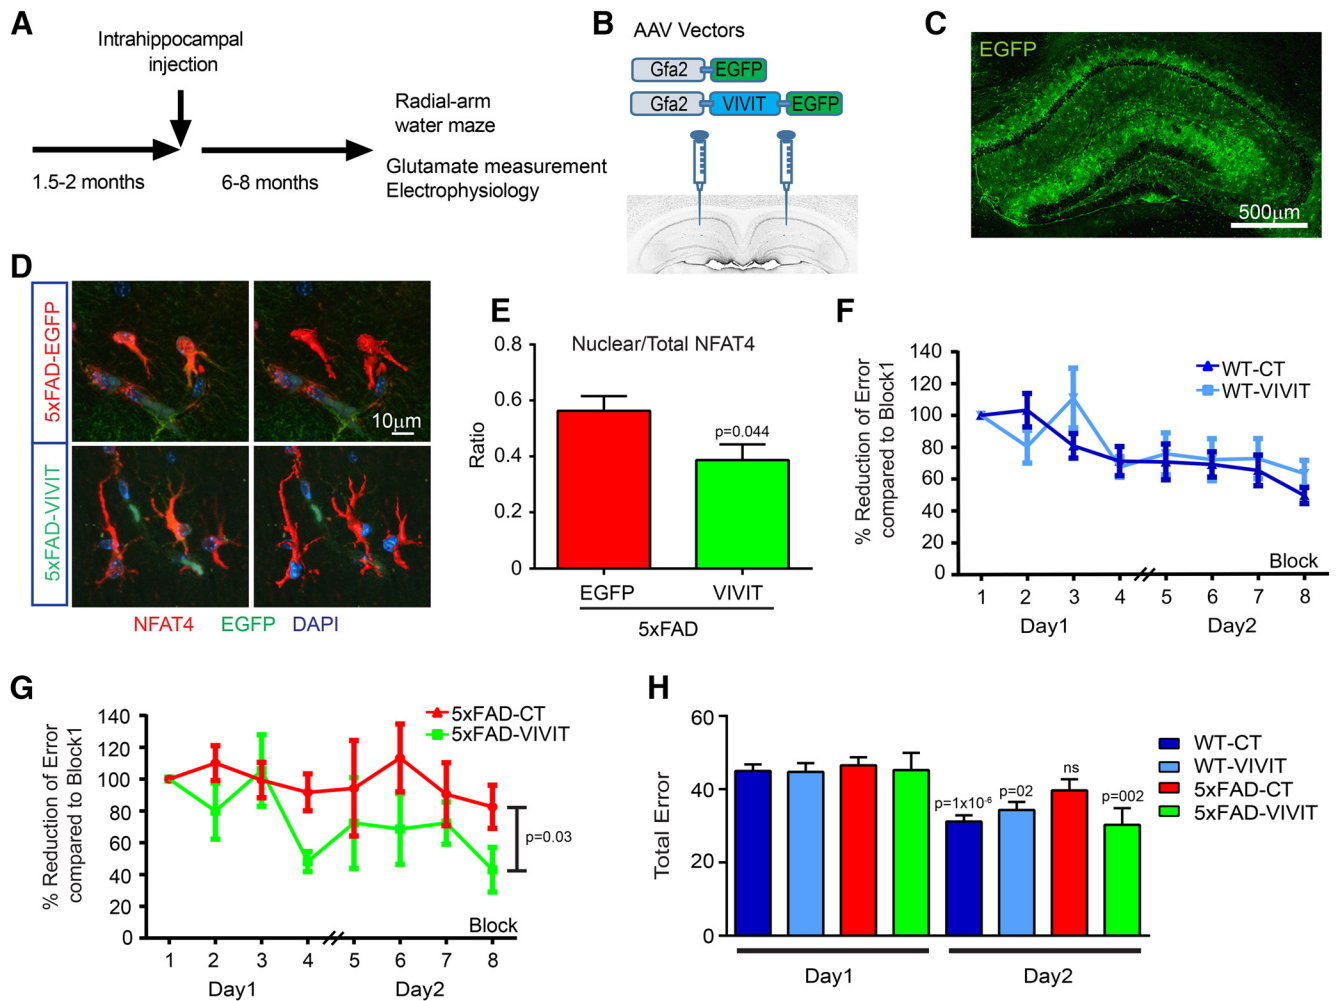 A
Intrahippocampal
injection
1.5-2 months
6-8 months
Radial-arm
water maze
Glutamate measurement
Electrophysiology
B
AAV Vectors
Gfa2 EGFP
Gfa2 VIVIT EGFP
C
EGFP
500μm
D
5xFAD-EGFP
5xFAD-VIVIT
10μm
NFAT4 EGFP DAPI
E
Nuclear/Total NFAT4
Ratio
0.8
0.6
0.4
0.2
0
p=0.044
EGFP VIVIT
5xFAD
F
% Reduction of Error
compared to Block1
140
120
100
80
60
40
20
0
WT-CT
WT-VIVIT
Block
1 2 3 4 5 6 7 8
Day1 Day2
G
% Reduction of Error
compared to Block1
140
120
100
80
60
40
20
0
5xFAD-CT
5xFAD-VIVIT
p=0.03
Block
1 2 3 4 5 6 7 8
Day1 Day2
H
Total Error
60
40
20
0
p=1x10⁻⁶
p=02
ns
p=002
WT-CT
WT-VIVIT
5xFAD-CT
5xFAD-VIVIT
Day1 Day2